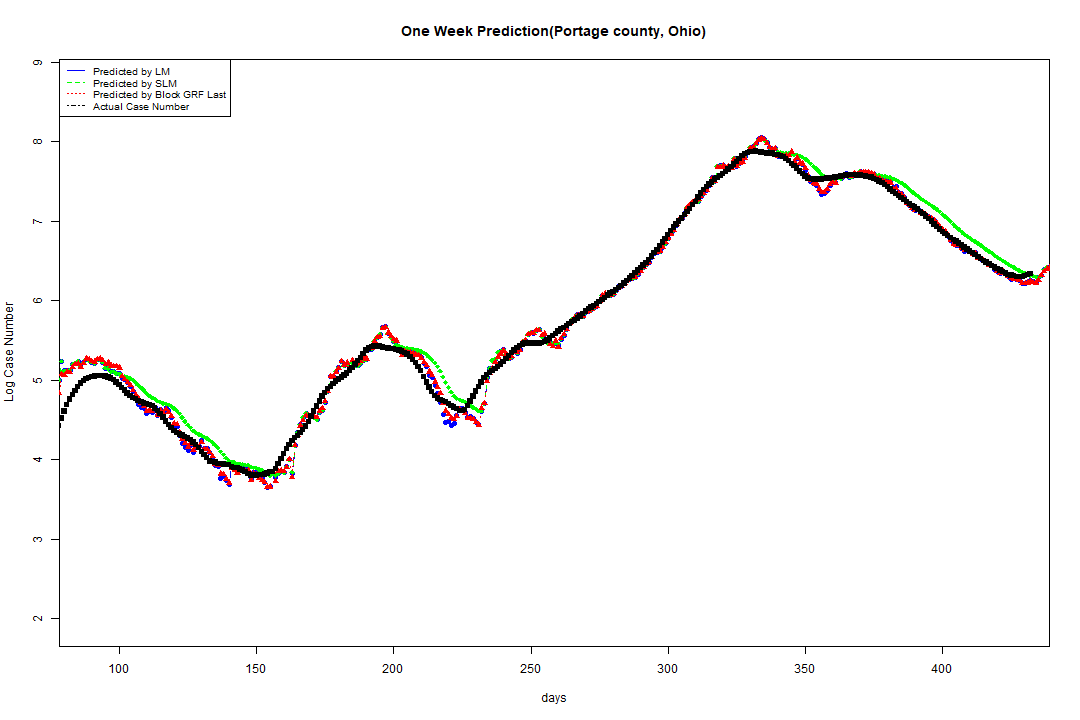 One Week Prediction(Portage county, Ohio)
Predicted by LM
Predicted by SLM
Predicted by Block GRF Last
Actual Case Number
9
8
7
6
5
4
3
2
Log Case Number
100 150 200 250 300 350 400
days